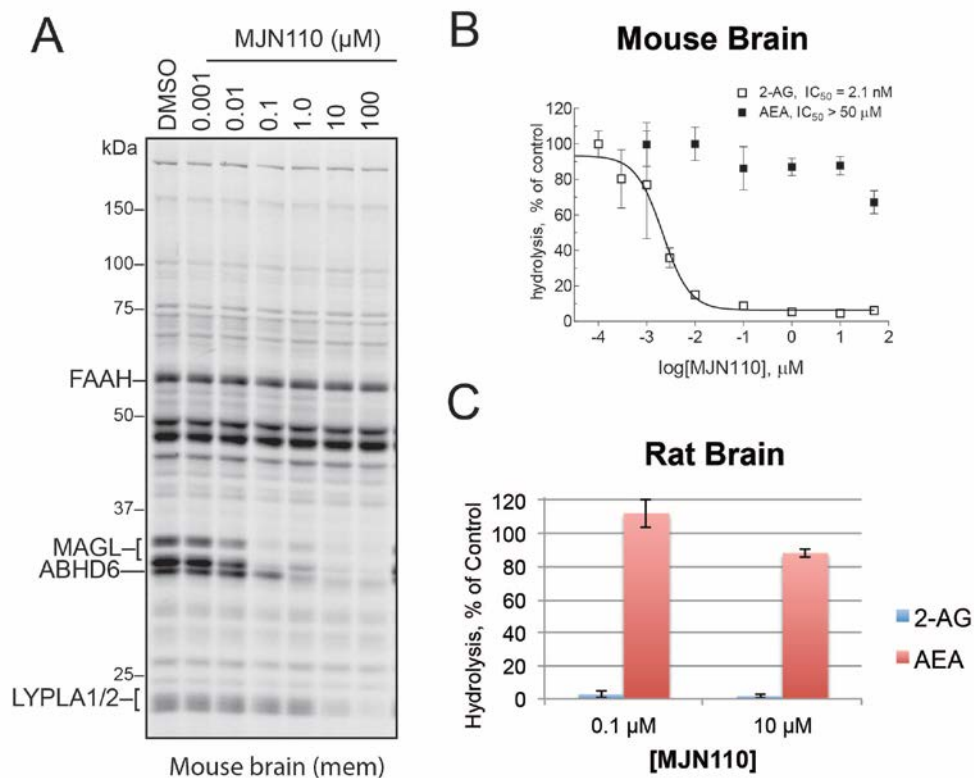 A
MJN110 (µM)
DMSO
0.001
0.01
0.1
1.0
10
100
kDa
150
100
75
FAAH
50
37
MAGL
ABHD6
25
LYPLA1/2
Mouse brain (mem)
B
Mouse Brain
2-AG, IC50 = 2.1 nM
AEA, IC50 > 50 µM
hydrolysis, % of control
120
100
80
60
40
20
0
-4 -3 -2 -1 0 1 2
log[MJN110], µM
C
Rat Brain
Hydrolysis, % of Control
120
100
80
60
40
20
0
2-AG
AEA
0.1 µM 10 µM
[MJN110]